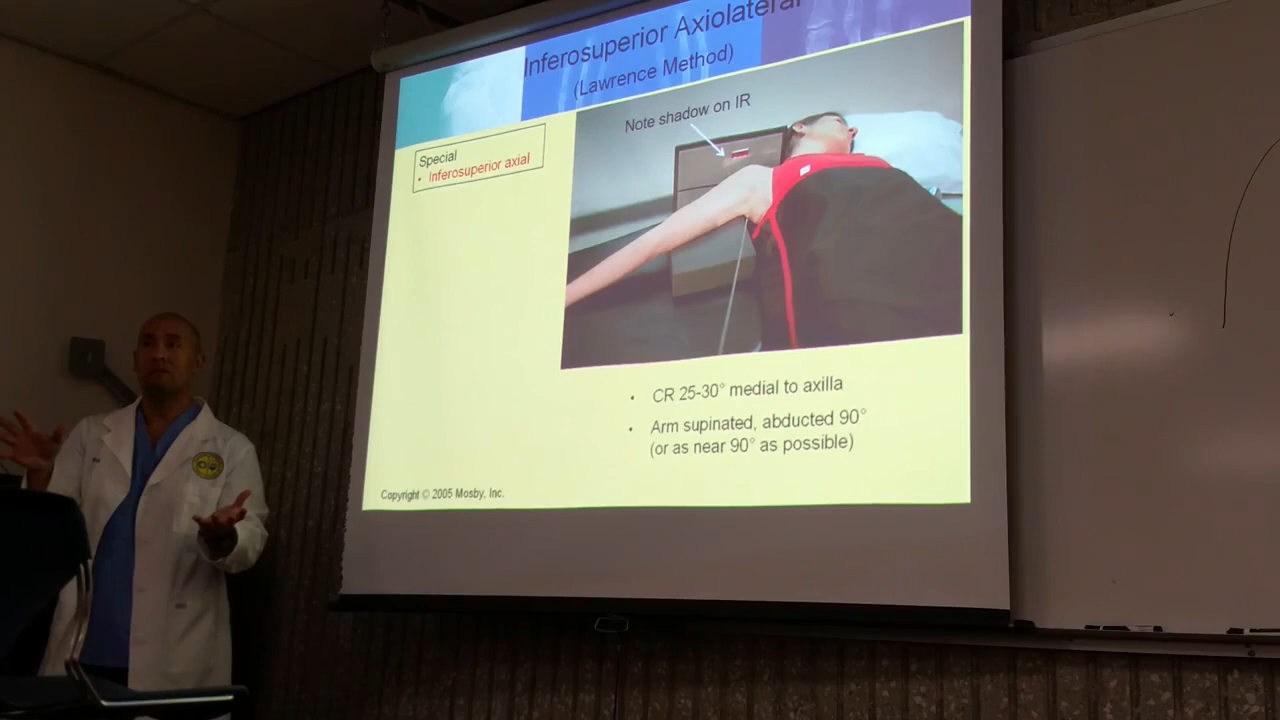 Inferosuperior Axiolateral
(Lawrence Method)
Note shadow on IR
Special
• Inferosuperior axial
• CR 25-30° medial to axilla
• Arm supinated, abducted 90°
(or as near 90° as possible)
Copyright © 2005 Mosby, Inc.